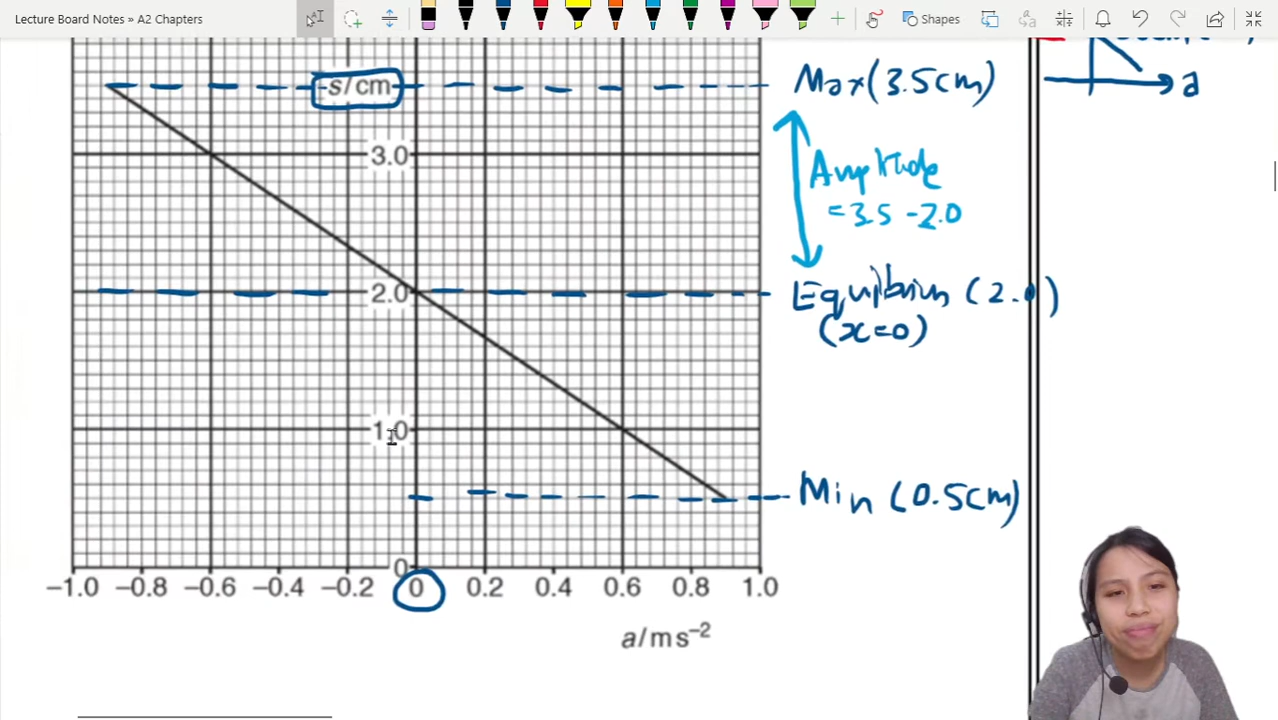 Lecture Board Notes » A2 Chapters
Shapes
s/cm
Max (3.5cm)
a
3.0
Amplitude
= 3.5 - 2.0
2.0
Equilibrium (2.0)
(x=0)
1.0
Min (0.5cm)
0
-1.0 -0.8 -0.6 -0.4 -0.2 0 0.2 0.4 0.6 0.8 1.0
a/m s⁻²